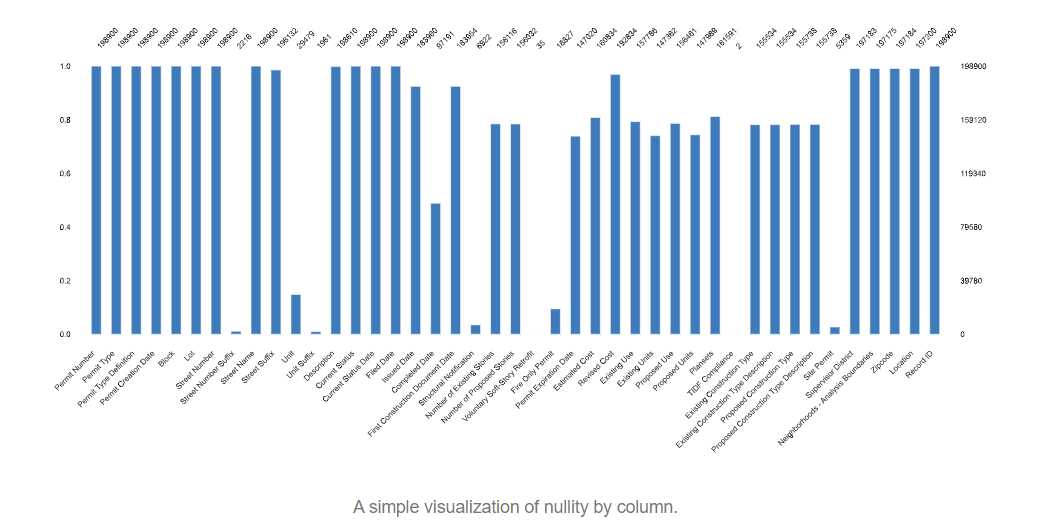 198900
198900
198900
198900
198900
198900
198900
2216
198900
196132
29479
1961
198610
198900
198900
198900
183960
97191
183954
6922
156116
156032
35
18827
147020
160834
192834
157786
147362
156461
147989
161591
2
155534
155534
155738
155738
5359
197183
197175
197184
197200
198900
1.0
198900
0.8
159120
0.6
119340
0.4
79560
0.2
39780
0.0
0
Permit Number
Permit Type
Permit Type Definition
Permit Creation Date
Block
Lot
Street Number
Street Number Suffix
Street Name
Street Suffix
Unit
Unit Suffix
Description
Current Status
Current Status Date
Filed Date
Issued Date
Completed Date
First Construction Document Date
Structural Notification
Number of Existing Stories
Number of Proposed Stories
Voluntary Soft-Story Retrofit
Fire Only Permit
Permit Expiration Date
Estimated Cost
Revised Cost
Existing Use
Existing Units
Proposed Use
Proposed Units
Plansets
TIDF Compliance
Existing Construction Type
Existing Construction Type Description
Proposed Construction Type
Proposed Construction Type Description
Site Permit
Supervisor District
Neighborhoods - Analysis Boundaries
Zipcode
Location
Record ID
A simple visualization of nullity by column.